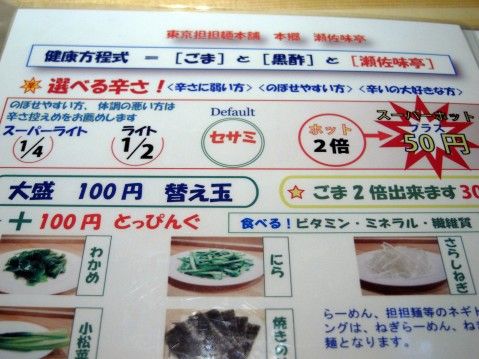 東京担担麺本舗 本郷 瀬佐味亭
健康方程式 = [ごま] と [黒酢] と [瀬佐味亭]
選べる辛さ! <辛さに弱い方> <のぼせやすい方> <辛いの大好きな方>
のぼせやすい方、体調の悪い方は
辛さ控えめをお薦めします
スーパーライト
1/4
ライト
1/2
Default
セサミ
ホット
2倍
スーパーホット
プラス
50円
大盛 100円 替え玉
☆ ごま2倍出来ます30
+100円 とっぴんぐ
食べる!ビタミン・ミネラル・繊維質
わかめ
にら
さらしねぎ
小松菜
焼きの
らーめん、担担麺等のネギト
ングは、ねぎらーめん、ねぎ
麺となります。